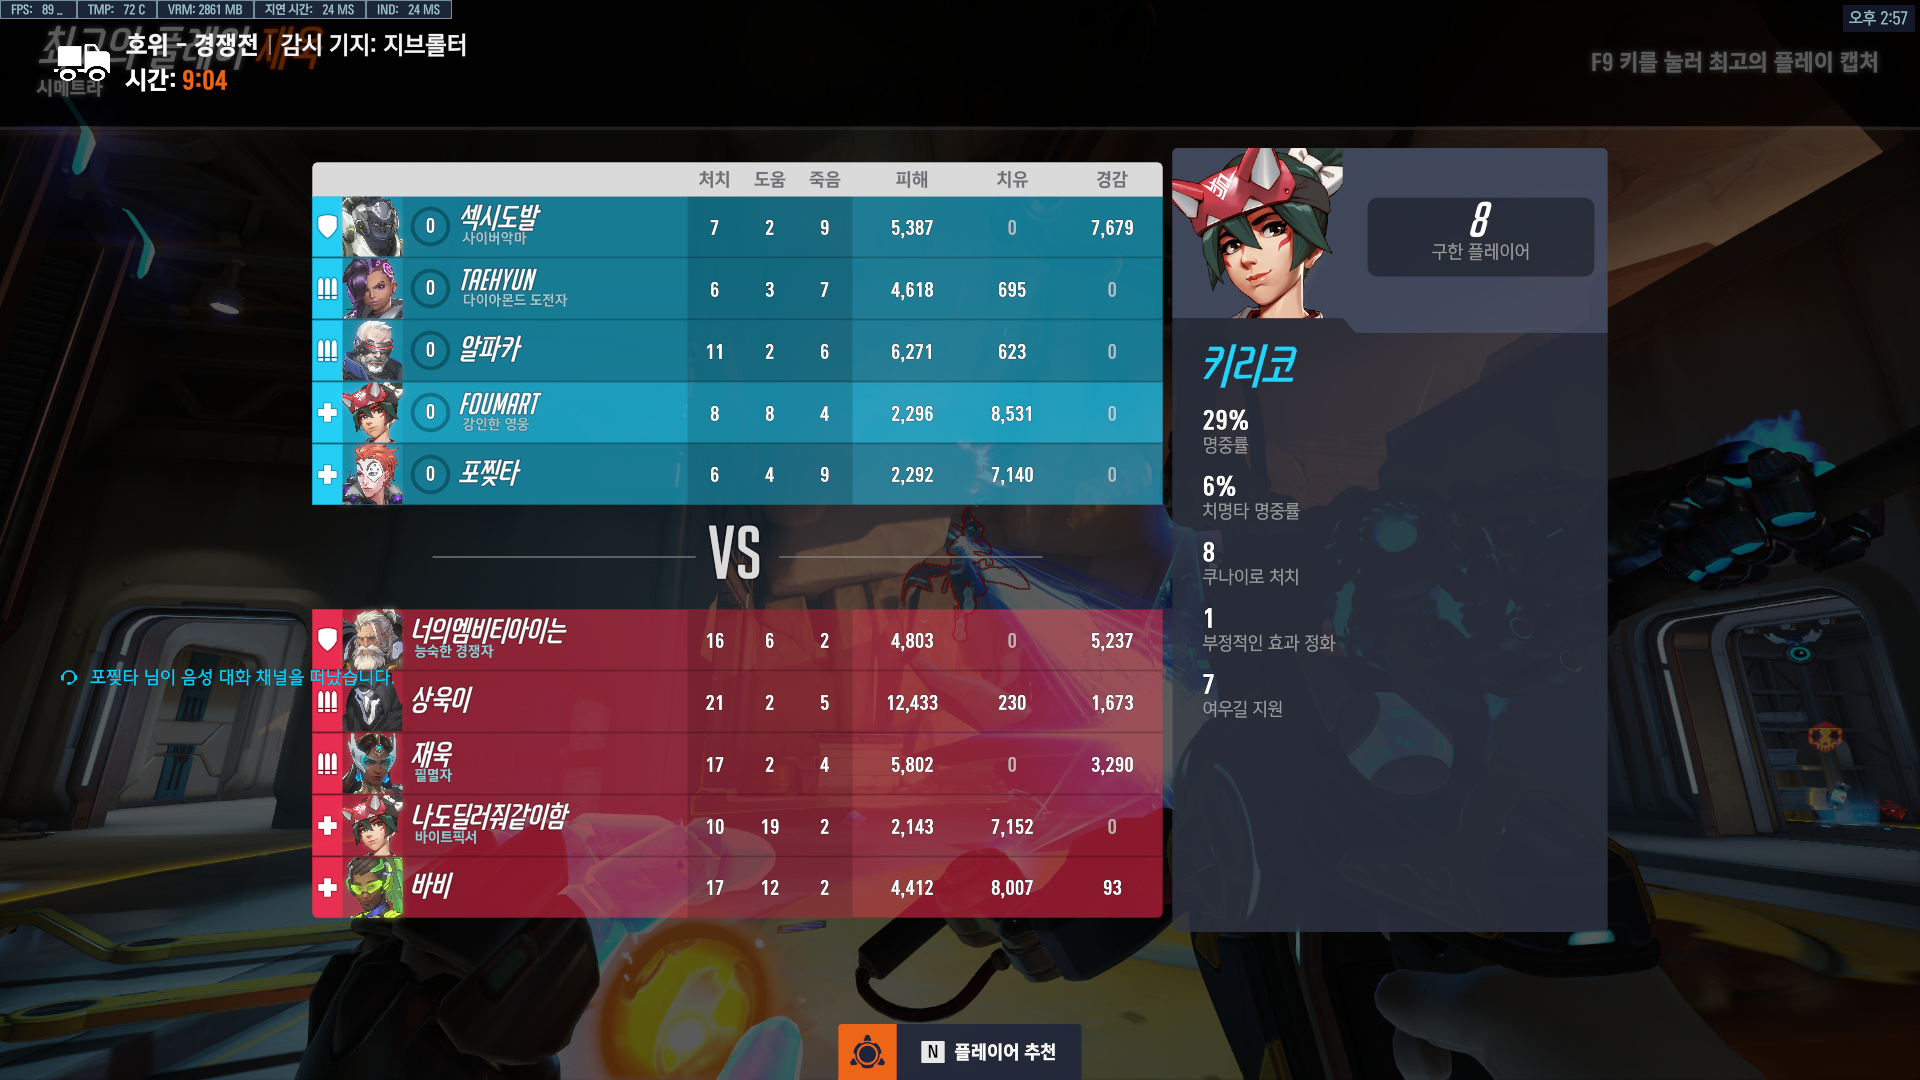 FPS: 89 .. TMP: 72 C VRM: 2861 MB 지연 시간: 24 MS IND: 24 MS
오후 2:57
최고의 플레이 재욱
시메트라
호위 - 경쟁전 | 감시 기지: 지브롤터
시간: 9:04
F9 키를 눌러 최고의 플레이 캡처
처치 도움 죽음 피해 치유 경감
0 섹시도발 7 2 9 5,387 0 7,679
사이버악마
0 TAEHYUN 6 3 7 4,618 695 0
다이아몬드 도전자
0 알파카 11 2 6 6,271 623 0
0 FOUMART 8 8 4 2,296 8,531 0
강인한 영웅
0 포찢타 6 4 9 2,292 7,140 0
VS
너의엠비티아이는 16 6 2 4,803 0 5,237
능숙한 경쟁자
포찢타 님이 음성 대화 채널을 떠났습니다.
상욱이 21 2 5 12,433 230 1,673
재욱 17 2 4 5,802 0 3,290
필멸자
나도딜러줘같이함 10 19 2 2,143 7,152 0
바이트픽서
바비 17 12 2 4,412 8,007 93
8
구한 플레이어
키리코
29%
명중률
6%
치명타 명중률
8
쿠나이로 처치
1
부정적인 효과 정화
7
여우길 지원
N 플레이어 추천